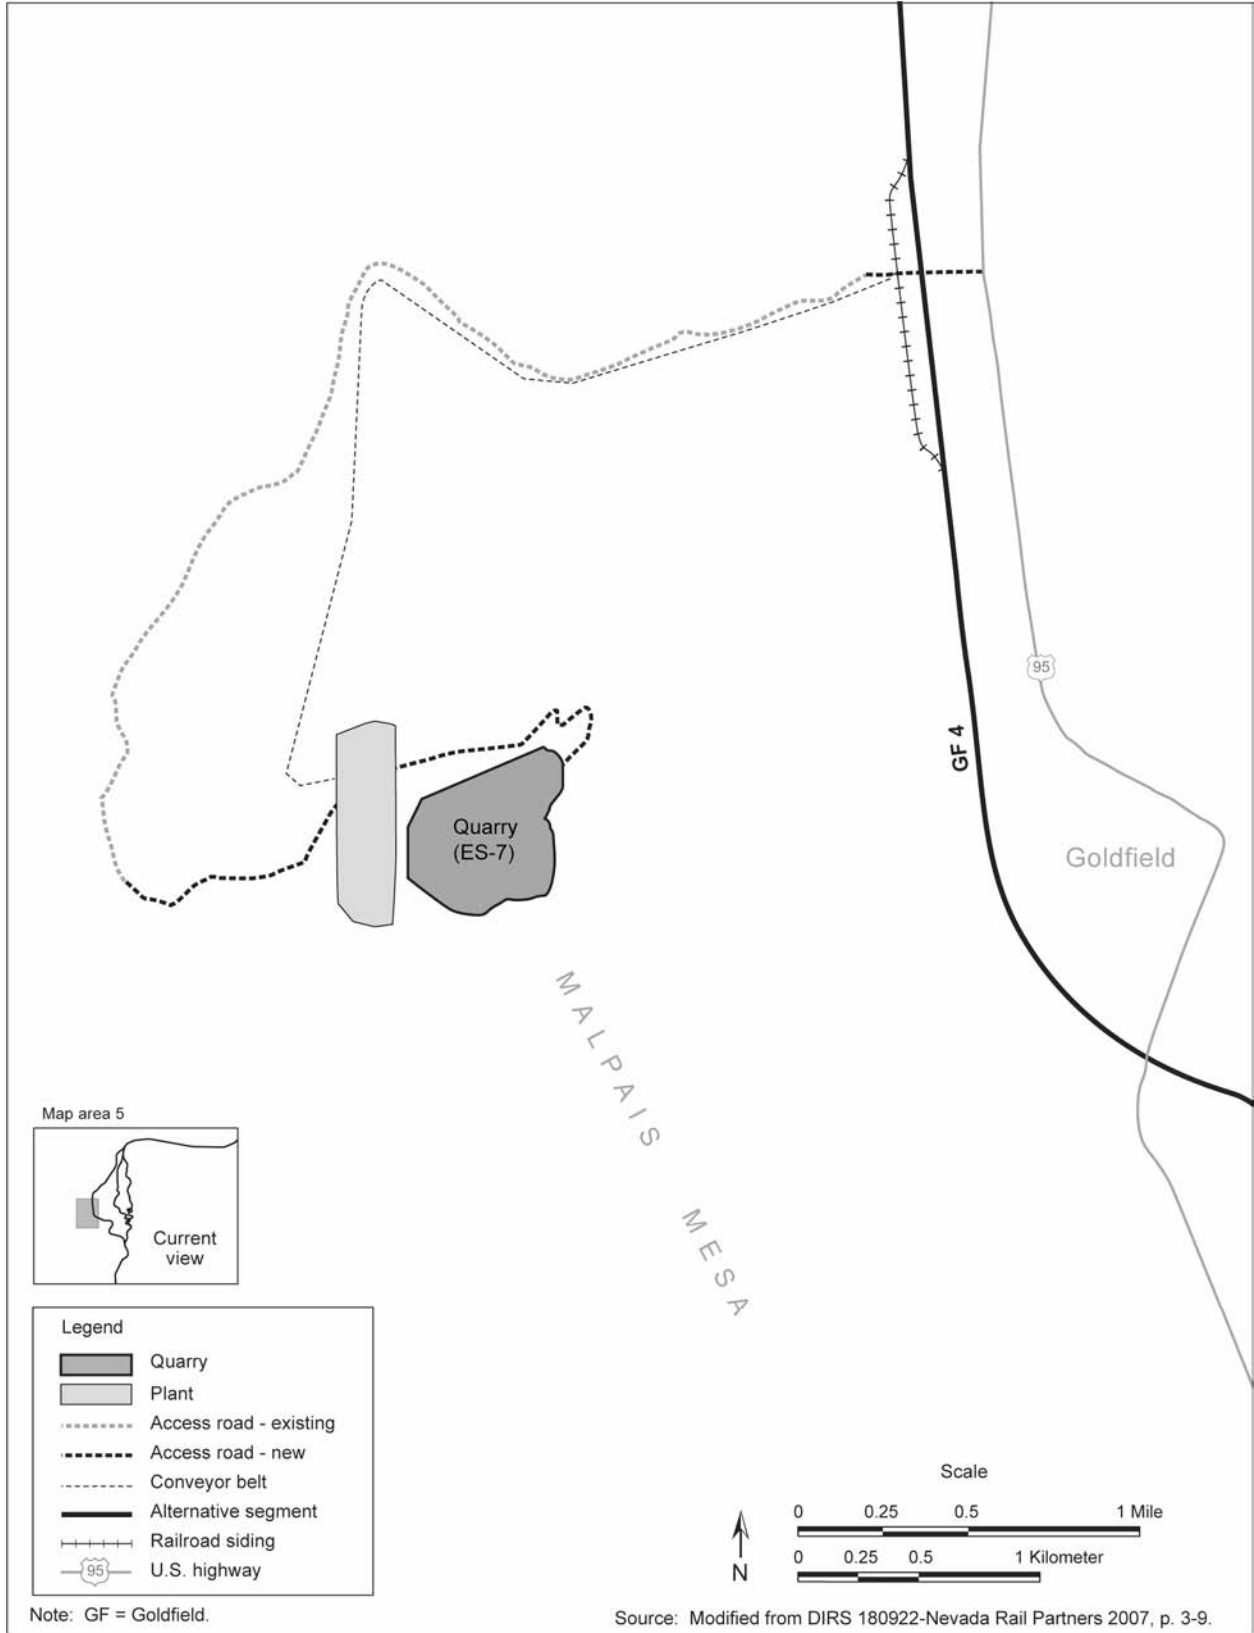 95
GF 4
Quarry
(ES-7)
Goldfield
MALPAIS MESA
Map area 5
Current
view
Legend
Quarry
Plant
Access road - existing
Access road - new
Conveyor belt
Alternative segment
Railroad siding
95 U.S. highway
Scale
0 0.25 0.5 1 Mile
0 0.25 0.5 1 Kilometer
N
Note: GF = Goldfield.
Source: Modified from DIRS 180922-Nevada Rail Partners 2007, p. 3-9.